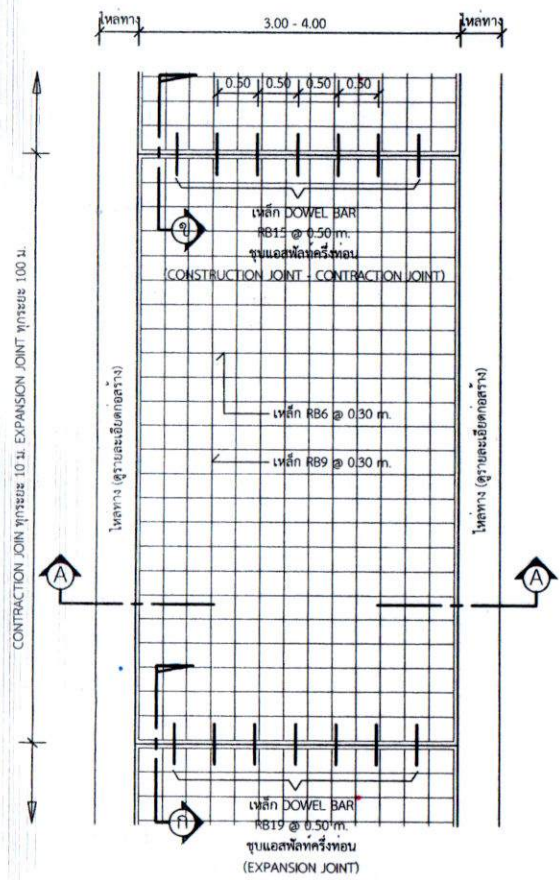 ไหล่ทาง 3.00 - 4.00 ไหล่ทาง
0.50 0.50 0.50 0.50
เหล็ก DOWEL BAR
RB15 @ 0.50 m.
ชุบแอสฟัลท์ครึ่งท่อน
(CONSTRUCTION JOINT - CONTRACTION JOINT)
ข
CONTRACTION JOIN ทุกระยะ 10 ม. EXPANSION JOINT ทุกระยะ 100 ม.
ไหล่ทาง (ดูรายละเอียดก่อสร้าง)
เหล็ก RB6 @ 0.30 m.
เหล็ก RB9 @ 0.30 m.
ไหล่ทาง (ดูรายละเอียดก่อสร้าง)
A A
ก
เหล็ก DOWEL BAR
RB19 @ 0.50 m.
ชุบแอสฟัลท์ครึ่งท่อน
(EXPANSION JOINT)